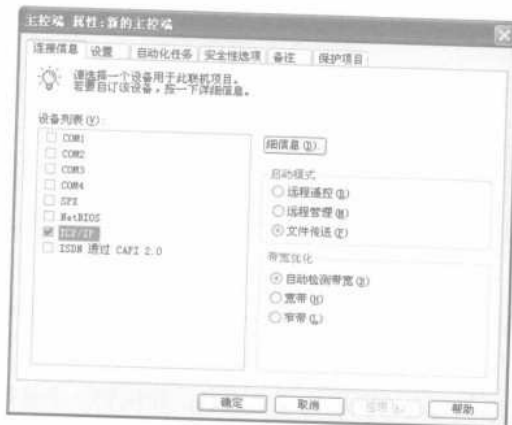 主控端 属性:新的主控端
连接信息 设置 自动化任务 安全性选项 备注 保护项目
请选择一个设备用于此联机项目。
若要自订该设备，按一下详细信息。
设备列表(V):
COM1
COM2
COM3
COM4
SPX
NetBIOS
TCP/IP
ISDN 通过 CAPI 2.0
细信息(D)..
启动模式
远程遥控(R)
远程管理(M)
文件传送(F)
带宽优化
自动检测带宽(D)
宽带(H)
窄带(L)
确定 取消 帮助